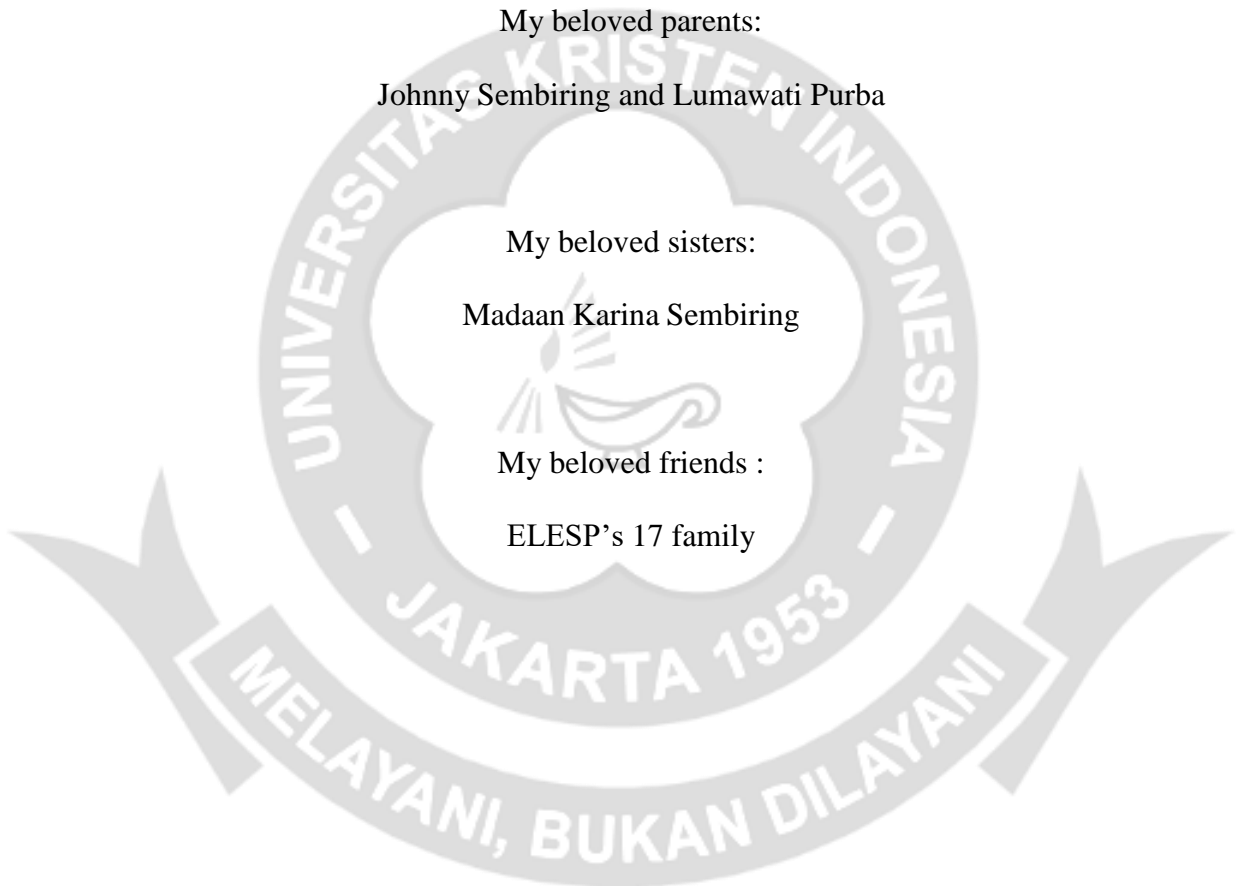 My beloved parents:
Johnny Sembiring and Lumawati Purba
My beloved sisters:
Madaan Karina Sembiring
My beloved friends :
ELESP’s 17 family
UNIVERSITAS KRISTEN INDONESIA
- JAKARTA 1953 -
MELAYANI, BUKAN DILAYANI